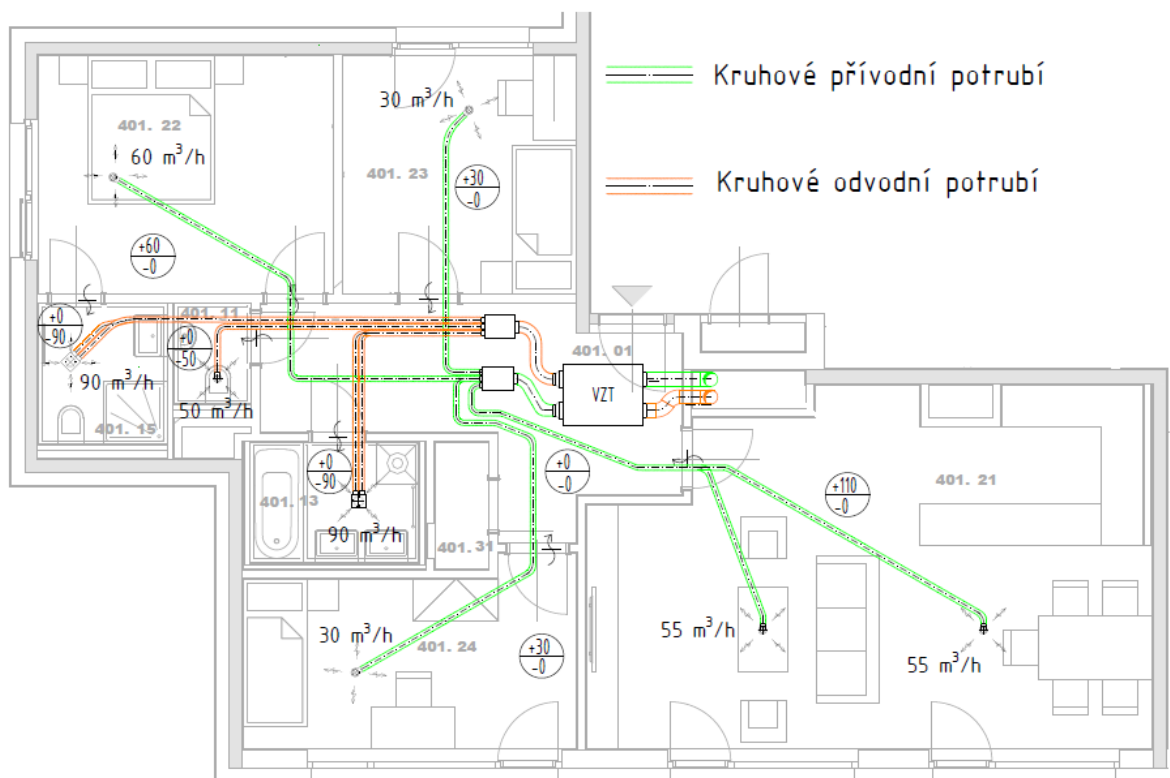 Kruhové přívodní potrubí
30 m³/h
401. 22
60 m³/h
401. 23
+30
-0
Kruhové odvodní potrubí
+60
-0
401. 11
+0
-90
+0
-50
401. 01
90 m³/h
VZT
50 m³/h
401. 15
+0
-90
+0
-0
+110
-0
401. 21
401. 13
90 m³/h
401. 31
30 m³/h
401. 24
+30
-0
55 m³/h
55 m³/h